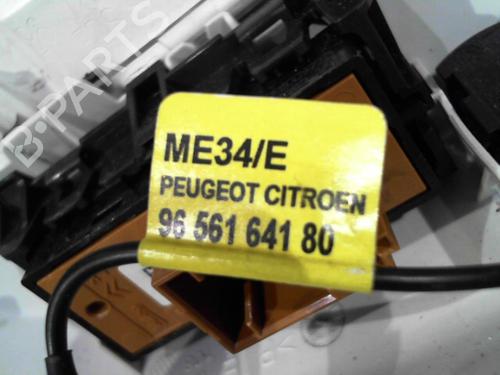 B-PARTS
ME34/E
PEUGEOT CITROEN
96 561 641 80